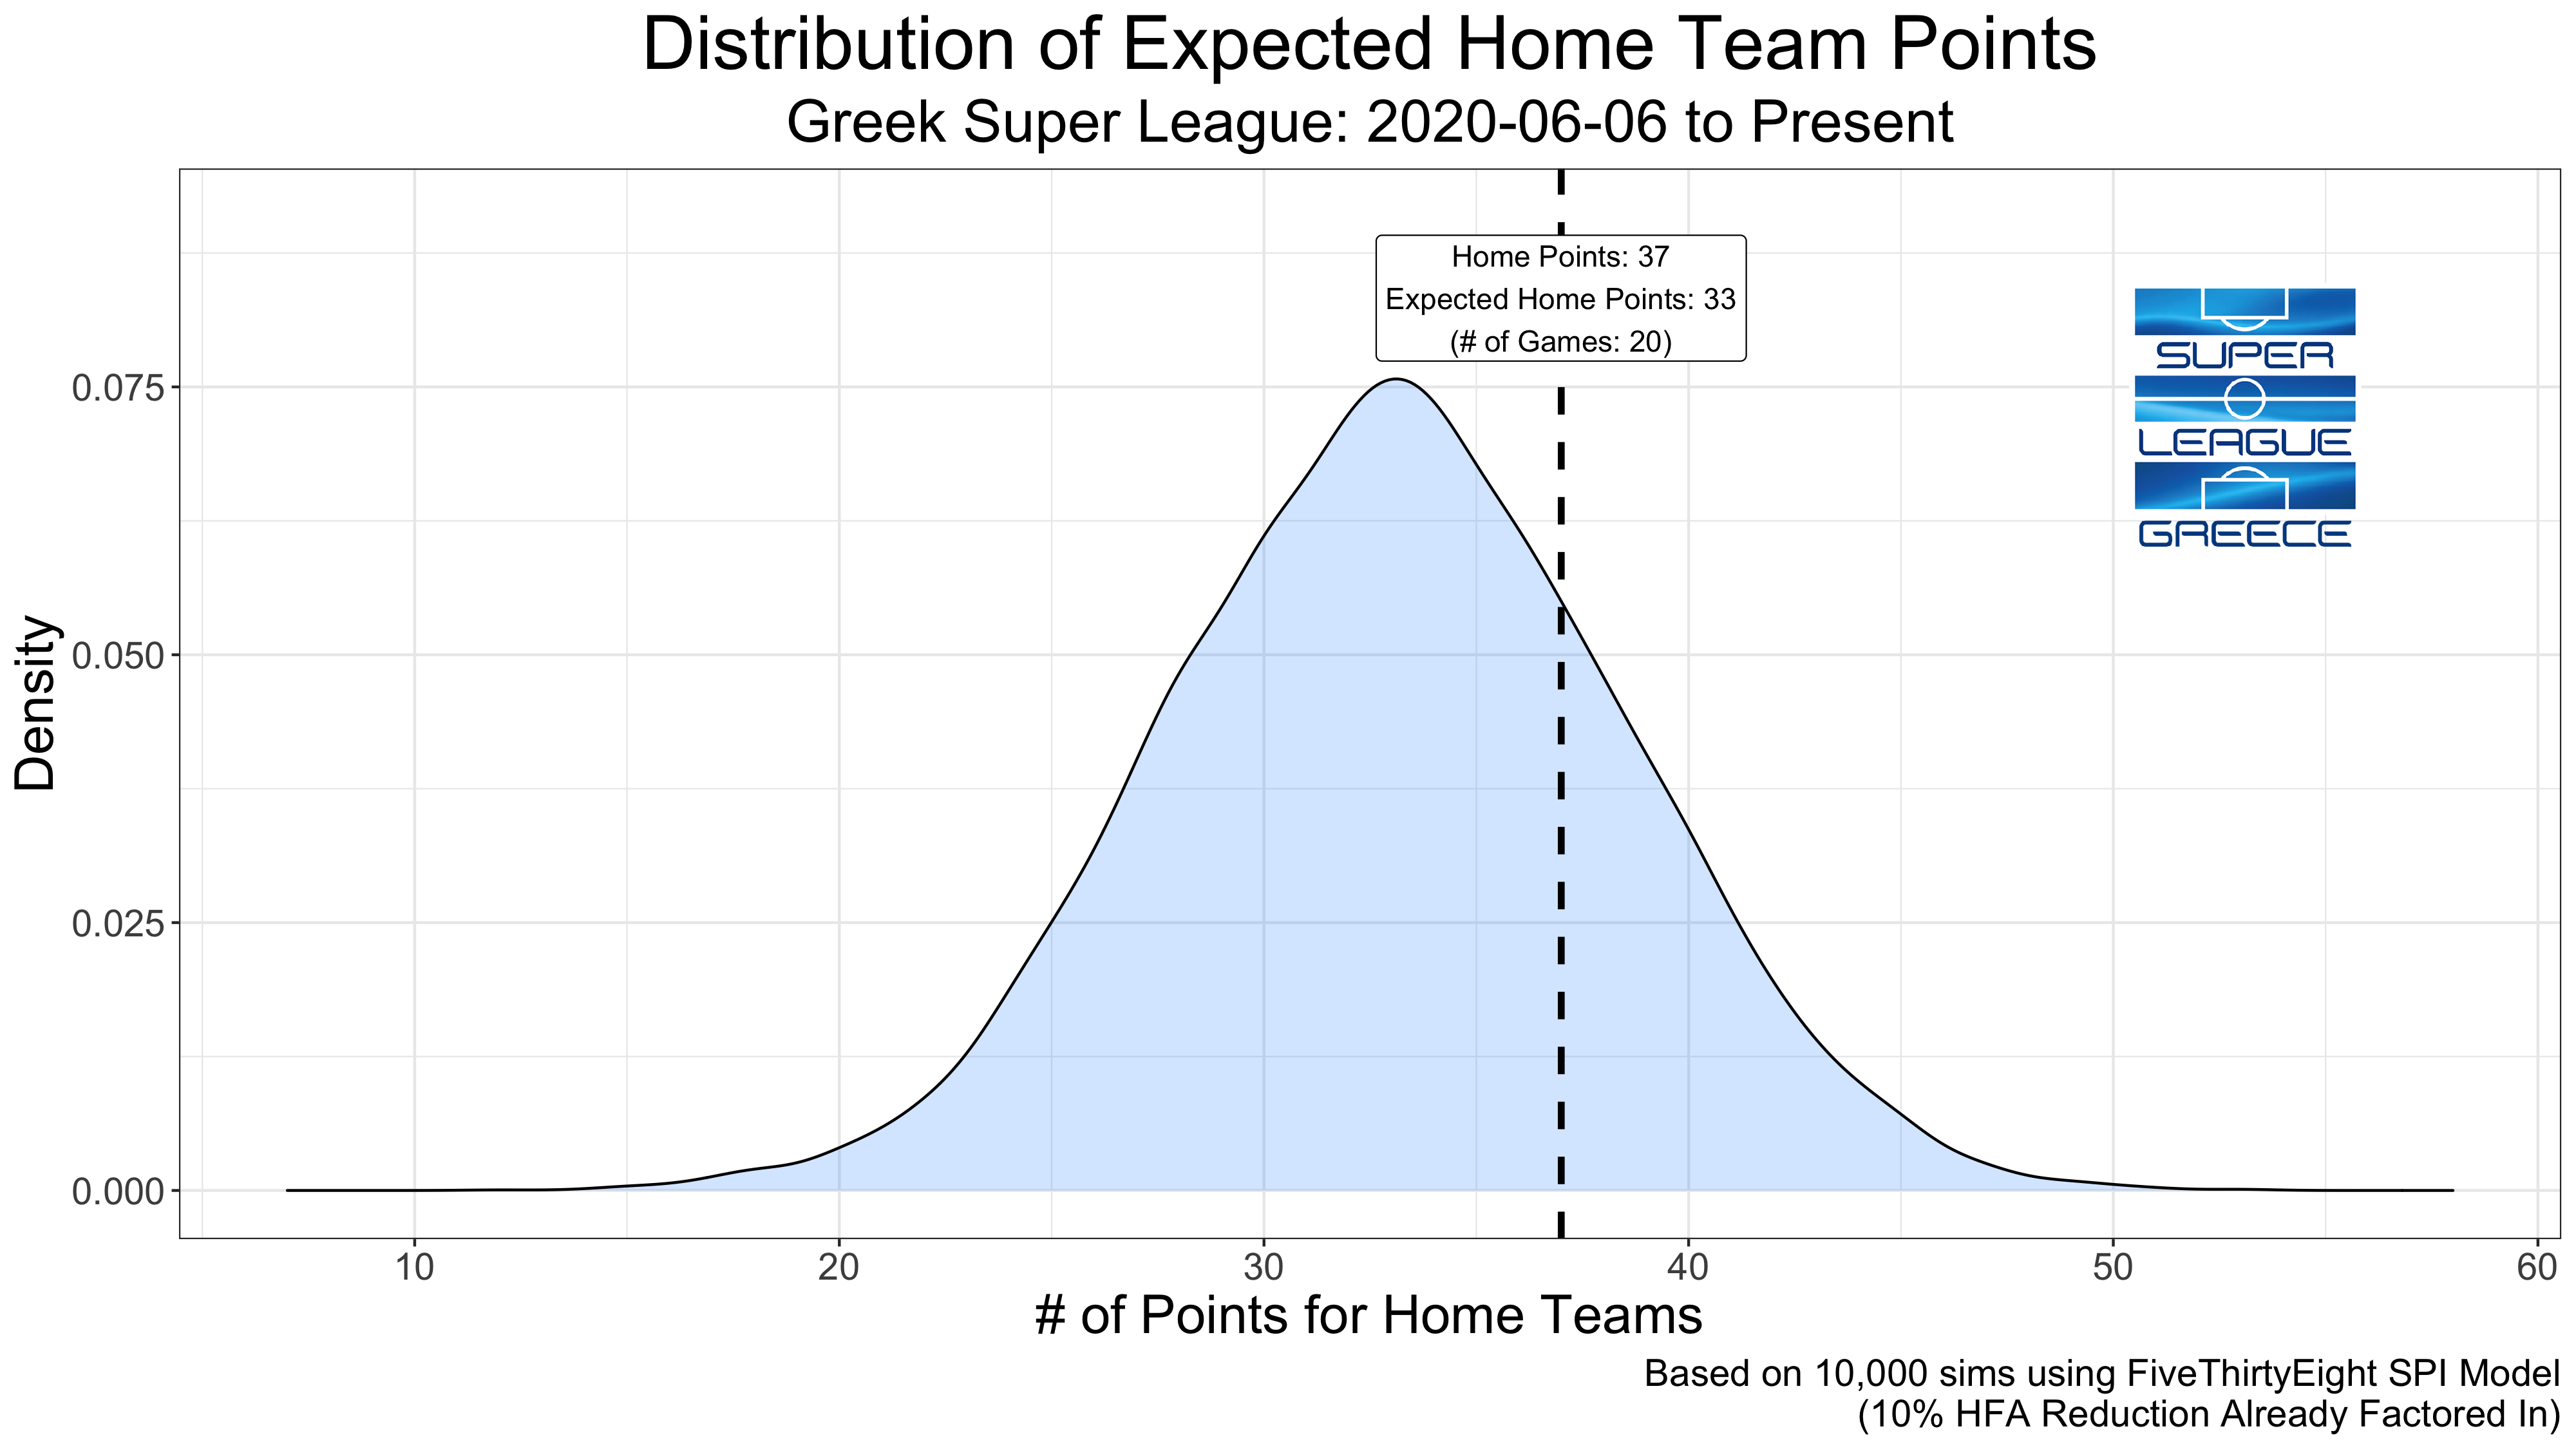 Distribution of Expected Home Team Points
Greek Super League: 2020-06-06 to Present
Home Points: 37
Expected Home Points: 33
(# of Games: 20)
SUPER
LEAGUE
GREECE
Density
0.075
0.050
0.025
0.000
10 20 30 40 50 60
# of Points for Home Teams
Based on 10,000 sims using FiveThirtyEight SPI Model
(10% HFA Reduction Already Factored In)